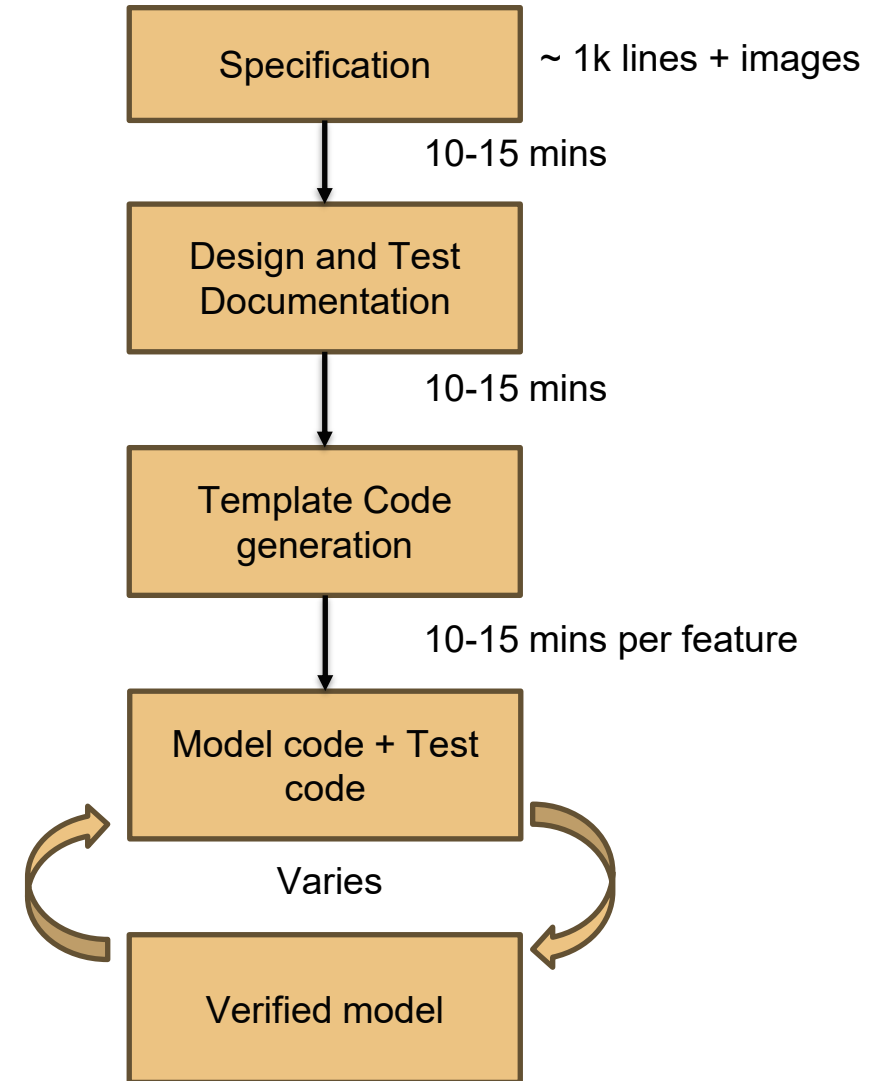 Specification
~ 1k lines + images
10-15 mins
Design and Test
Documentation
10-15 mins
Template Code
generation
10-15 mins per feature
Model code + Test
code
Varies
Verified model